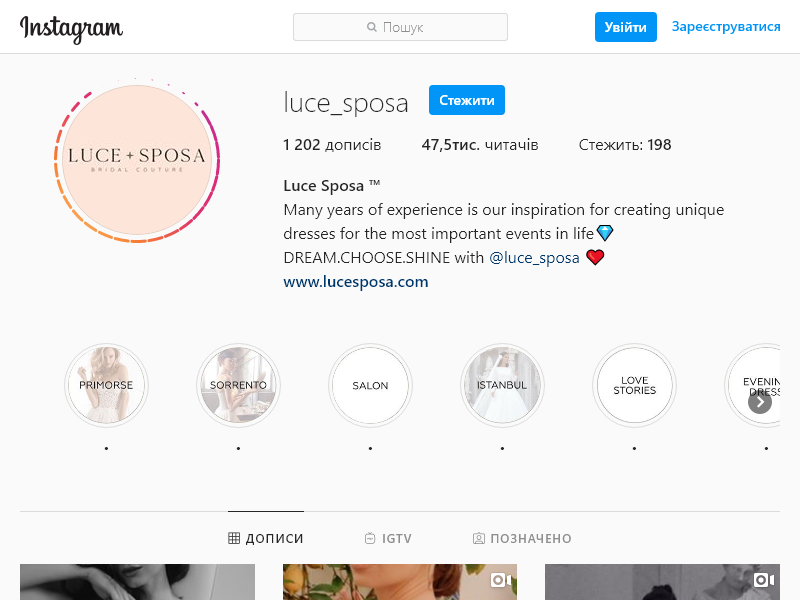 Instagram
Пошук
Увійти
Зареєструватися
luce_sposa
Стежити
1 202 дописів
47,5тис. читачів
Стежить: 198
LUCE + SPOSA
BRIDAL COUTURE
Luce Sposa ™
Many years of experience is our inspiration for creating unique
dresses for the most important events in life💎
DREAM.CHOOSE.SHINE with @luce_sposa ❤️
www.lucesposa.com
PRIMORSE
SORRENTO
SALON
ISTANBUL
LOVE
STORIES
EVENIN
DRESS
ДОПИСИ
IGTV
ПОЗНАЧЕНО